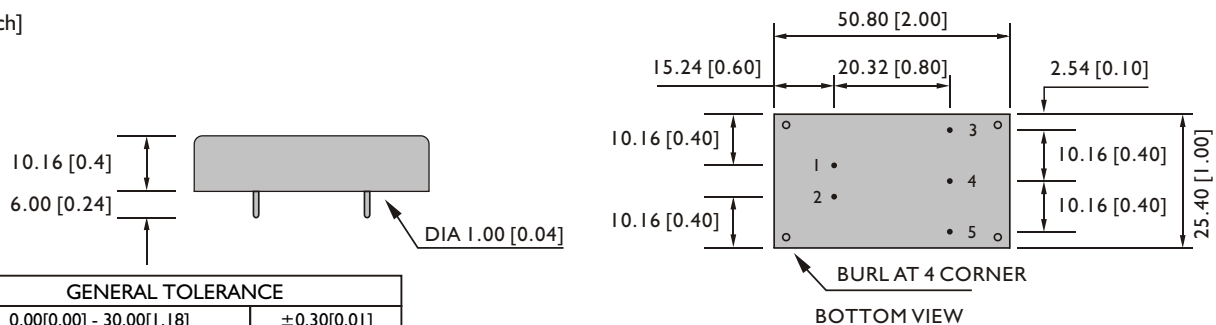 ch]
50.80 [2.00]
15.24 [0.60]
20.32 [0.80]
2.54 [0.10]
10.16 [0.4]
6.00 [0.24]
DIA 1.00 [0.04]
10.16 [0.40]
10.16 [0.40]
1
2
3
4
5
10.16 [0.40]
10.16 [0.40]
25.40 [1.00]
BURL AT 4 CORNER
BOTTOM VIEW
GENERAL TOLERANCE
0.00[0.00] - 30.00[1.18] ±0.30[0.01]